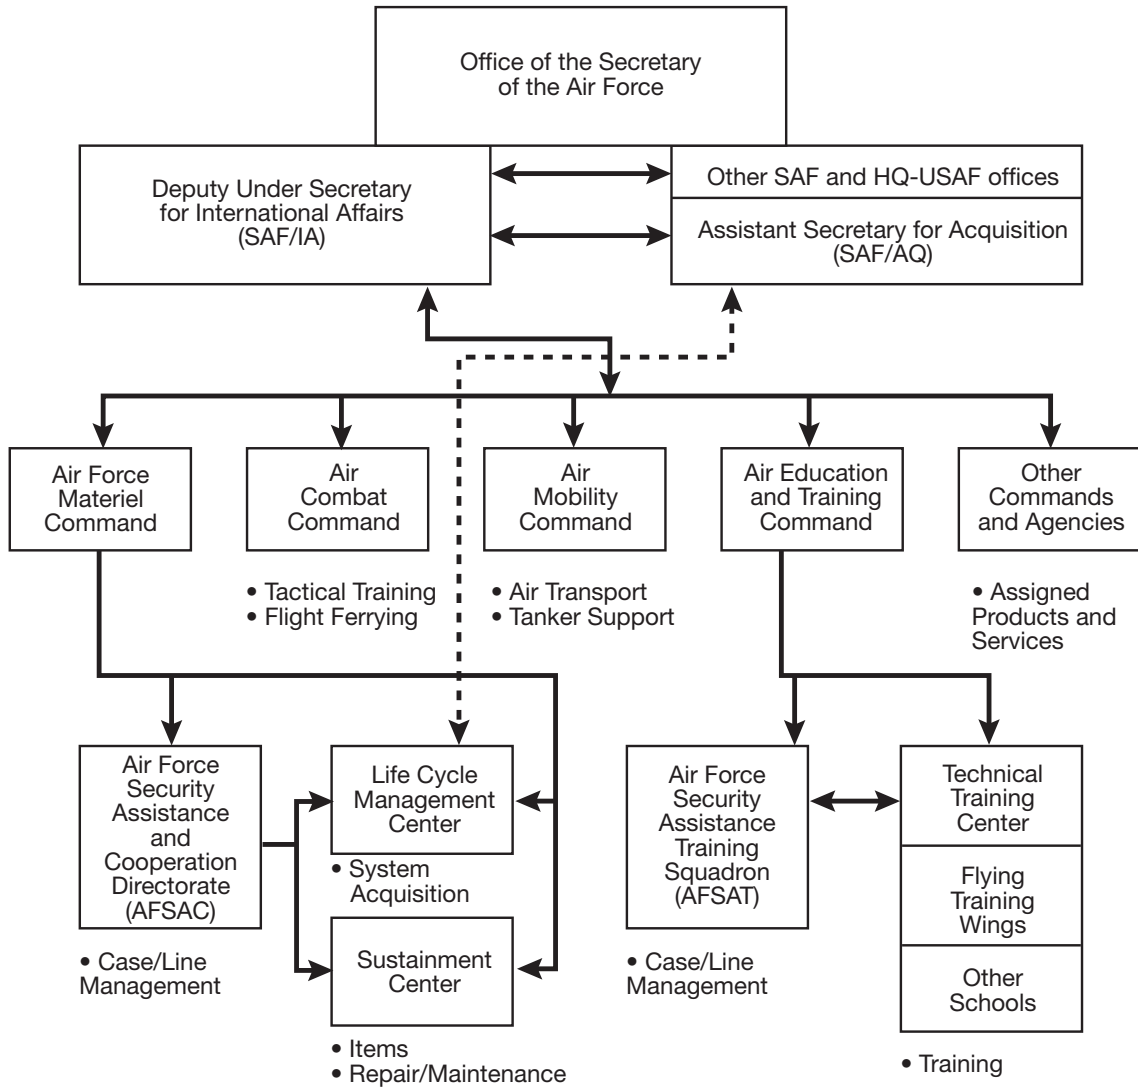 Office of the Secretary
of the Air Force
Deputy Under Secretary
for International Affairs
(SAF/IA)
Other SAF and HQ-USAF offices
Assistant Secretary for Acquisition
(SAF/AQ)
Air Force
Materiel
Command
Air
Combat
Command
Air
Mobility
Command
Air Education
and Training
Command
Other
Commands
and Agencies
• Tactical Training
• Flight Ferrying
• Air Transport
• Tanker Support
• Assigned
Products and
Services
Air Force
Security
Assistance
and
Cooperation
Directorate
(AFSAC)
• Case/Line
Management
Life Cycle
Management
Center
• System
Acquisition
Sustainment
Center
• Items
• Repair/Maintenance
Air Force
Security
Assistance
Training
Squadron
(AFSAT)
• Case/Line
Management
Technical
Training
Center
Flying
Training
Wings
Other
Schools
• Training